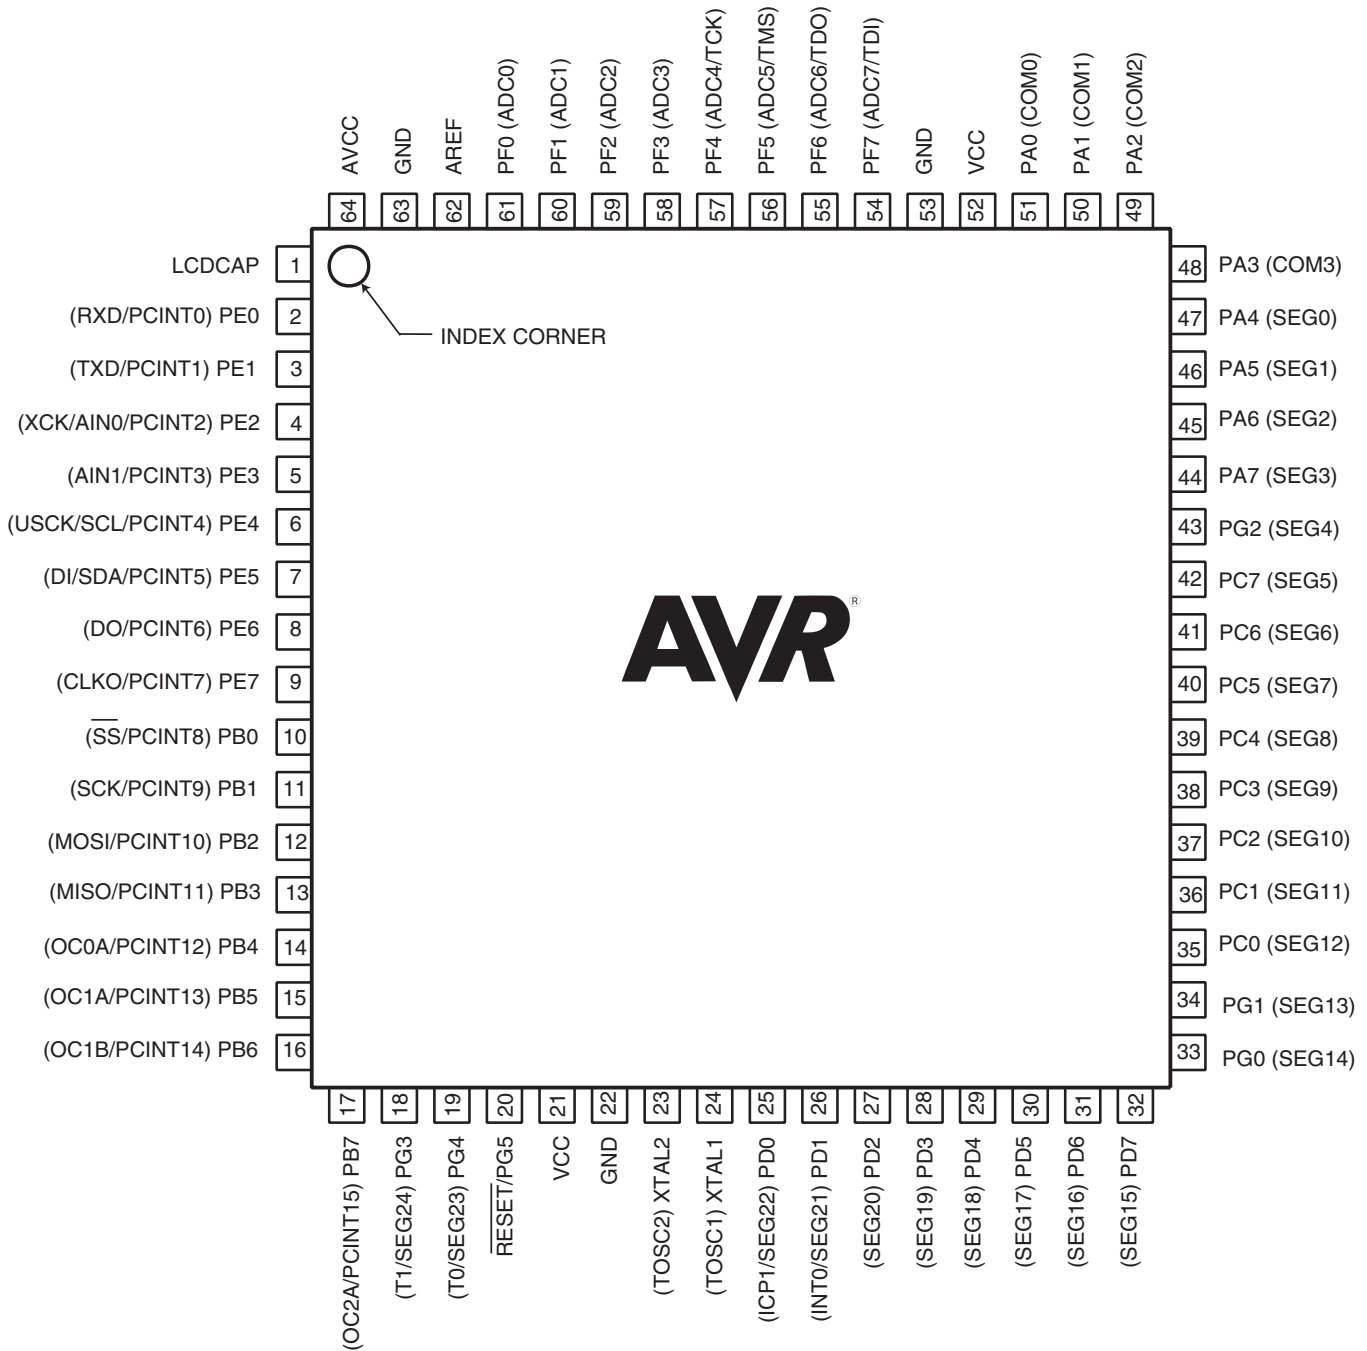 AVCC
GND
AREF
PF0 (ADC0)
PF1 (ADC1)
PF2 (ADC2)
PF3 (ADC3)
PF4 (ADC4/TCK)
PF5 (ADC5/TMS)
PF6 (ADC6/TDO)
PF7 (ADC7/TDI)
GND
VCC
PA0 (COM0)
PA1 (COM1)
PA2 (COM2)
64
63
62
61
60
59
58
57
56
55
54
53
52
51
50
49
LCDCAP 1
(RXD/PCINT0) PE0 2
(TXD/PCINT1) PE1 3
(XCK/AIN0/PCINT2) PE2 4
(AIN1/PCINT3) PE3 5
(USCK/SCL/PCINT4) PE4 6
(DI/SDA/PCINT5) PE5 7
(DO/PCINT6) PE6 8
(CLKO/PCINT7) PE7 9
(SS/PCINT8) PB0 10
(SCK/PCINT9) PB1 11
(MOSI/PCINT10) PB2 12
(MISO/PCINT11) PB3 13
(OC0A/PCINT12) PB4 14
(OC1A/PCINT13) PB5 15
(OC1B/PCINT14) PB6 16
INDEX CORNER
AVR®
48 PA3 (COM3)
47 PA4 (SEG0)
46 PA5 (SEG1)
45 PA6 (SEG2)
44 PA7 (SEG3)
43 PG2 (SEG4)
42 PC7 (SEG5)
41 PC6 (SEG6)
40 PC5 (SEG7)
39 PC4 (SEG8)
38 PC3 (SEG9)
37 PC2 (SEG10)
36 PC1 (SEG11)
35 PC0 (SEG12)
34 PG1 (SEG13)
33 PG0 (SEG14)
17
18
19
20
21
22
23
24
25
26
27
28
29
30
31
32
(OC2A/PCINT15) PB7
(T1/SEG24) PG3
(T0/SEG23) PG4
RESET/PG5
VCC
GND
(TOSC2) XTAL2
(TOSC1) XTAL1
(ICP1/SEG22) PD0
(INT0/SEG21) PD1
(SEG20) PD2
(SEG19) PD3
(SEG18) PD4
(SEG17) PD5
(SEG16) PD6
(SEG15) PD7